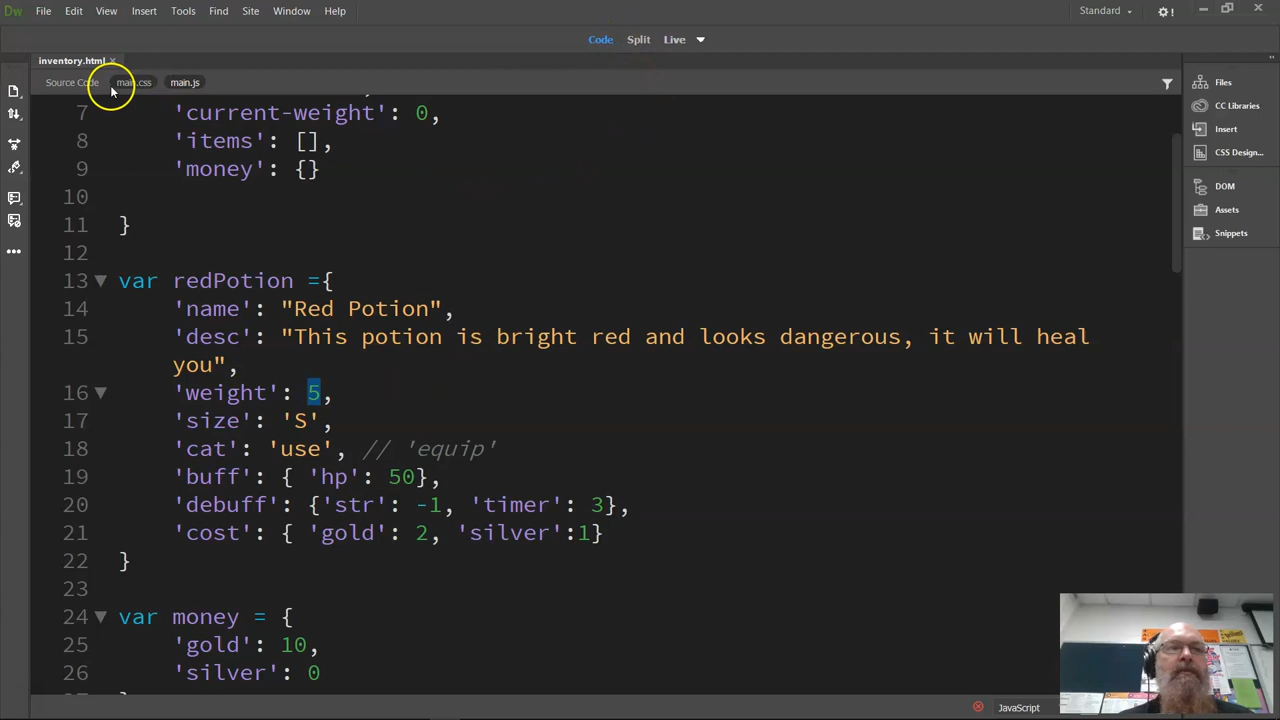 Dw File Edit View Insert Tools Find Site Window Help Standard
Code Split Live
inventory.html
Source Code main.css main.js
Files
CC Libraries
Insert
CSS Design...
DOM
Assets
Snippets
7 'current-weight': 0,
8 'items': [],
9 'money': {}
10
11 }
12
13 var redPotion ={
14 'name': "Red Potion",
15 'desc': "This potion is bright red and looks dangerous, it will heal
you",
16 'weight': 5,
17 'size': 'S',
18 'cat': 'use', // 'equip'
19 'buff': { 'hp': 50},
20 'debuff': {'str': -1, 'timer': 3},
21 'cost': { 'gold': 2, 'silver':1}
22 }
23
24 var money = {
25 'gold': 10,
26 'silver': 0
JavaScript